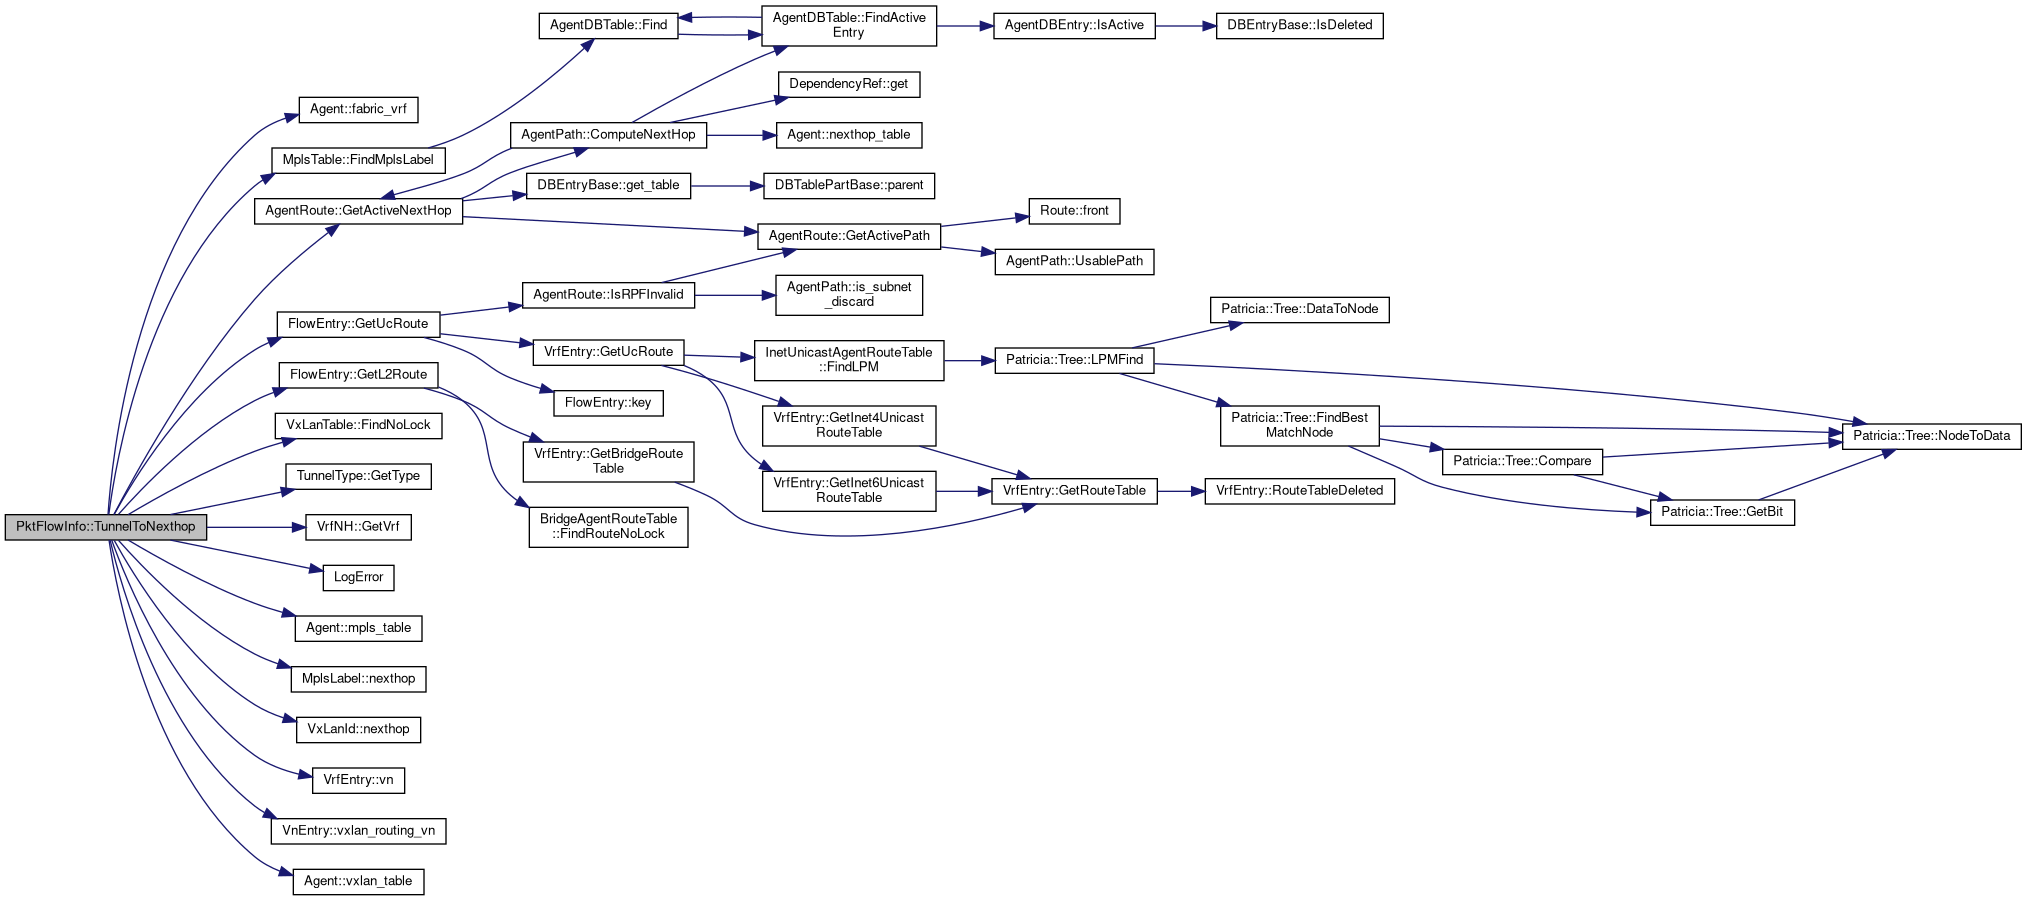 PktFlowInfo::TunnelToNexthop
Agent::fabric_vrf
MplsTable::FindMplsLabel
AgentRoute::GetActiveNextHop
FlowEntry::GetUcRoute
FlowEntry::GetL2Route
VxLanTable::FindNoLock
TunnelType::GetType
VrfNH::GetVrf
LogError
Agent::mpls_table
MplsLabel::nexthop
VxLanId::nexthop
VrfEntry::vn
VnEntry::vxlan_routing_vn
Agent::vxlan_table
AgentDBTable::Find
AgentPath::ComputeNextHop
DBEntryBase::get_table
AgentRoute::IsRPFInvalid
VrfEntry::GetUcRoute
FlowEntry::key
VrfEntry::GetBridgeRoute
Table
BridgeAgentRouteTable
::FindRouteNoLock
AgentDBTable::FindActive
Entry
DependencyRef::get
Agent::nexthop_table
DBTablePartBase::parent
AgentRoute::GetActivePath
AgentPath::is_subnet
_discard
InetUnicastAgentRouteTable
::FindLPM
VrfEntry::GetInet4Unicast
RouteTable
VrfEntry::GetInet6Unicast
RouteTable
AgentDBEntry::IsActive
Route::front
AgentPath::UsablePath
Patricia::Tree::LPMFind
VrfEntry::GetRouteTable
DBEntryBase::IsDeleted
Patricia::Tree::DataToNode
Patricia::Tree::FindBest
MatchNode
VrfEntry::RouteTableDeleted
Patricia::Tree::Compare
Patricia::Tree::GetBit
Patricia::Tree::NodeToData